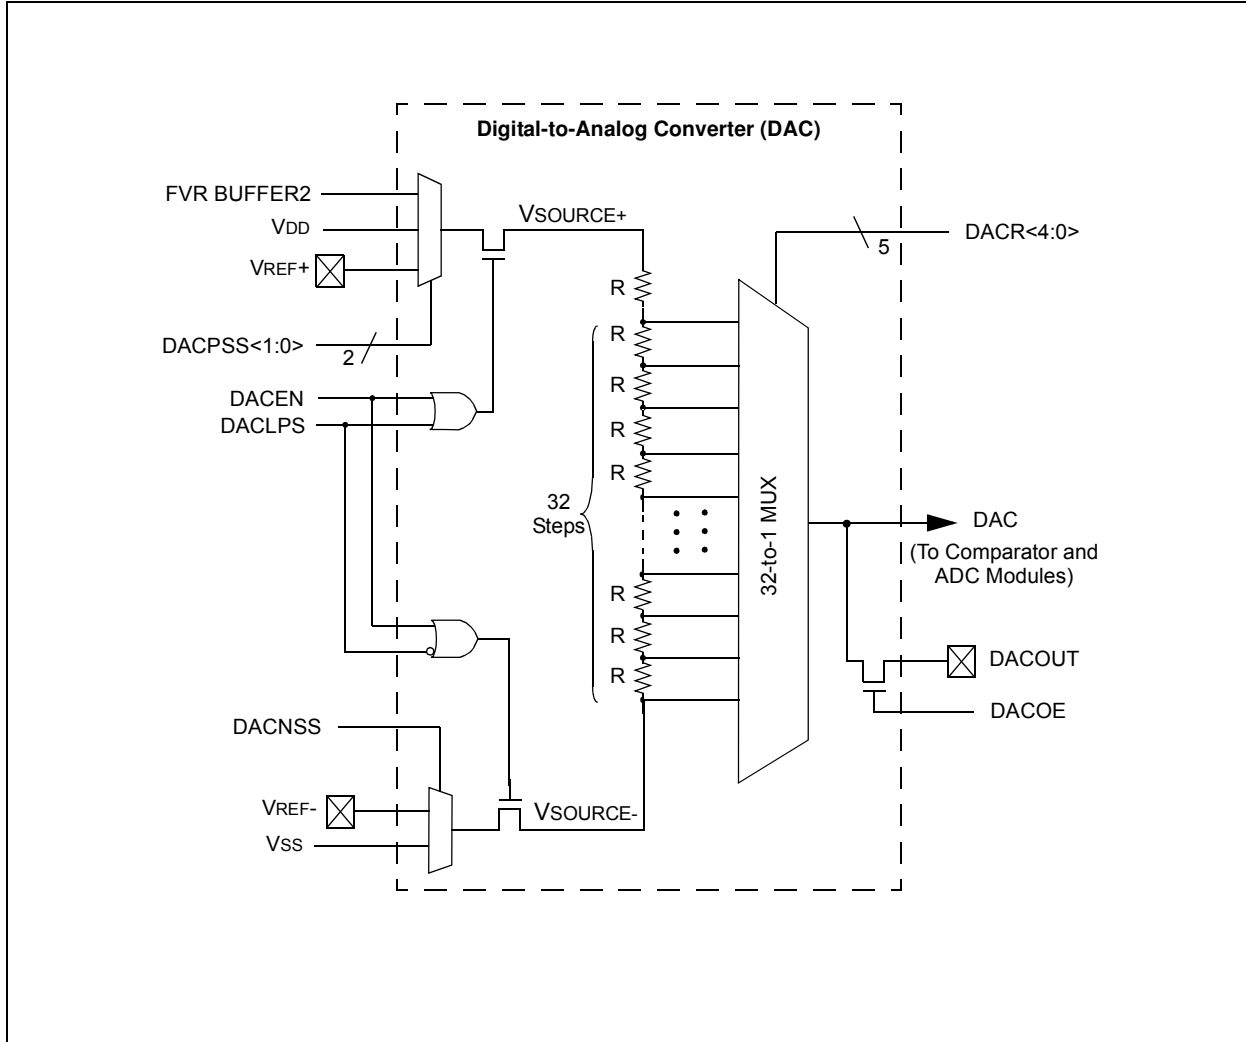 Digital-to-Analog Converter (DAC)
FVR BUFFER2
VDD
VREF+
VSOURCE+
DACR<4:0>
5
DACPSS<1:0>
2
DACEN
DACLPS
R
R
R
R
R
32
Steps
R
R
R
32-to-1 MUX
DAC
(To Comparator and
ADC Modules)
DACOUT
DACOE
DACNSS
VREF-
VSS
VSOURCE-